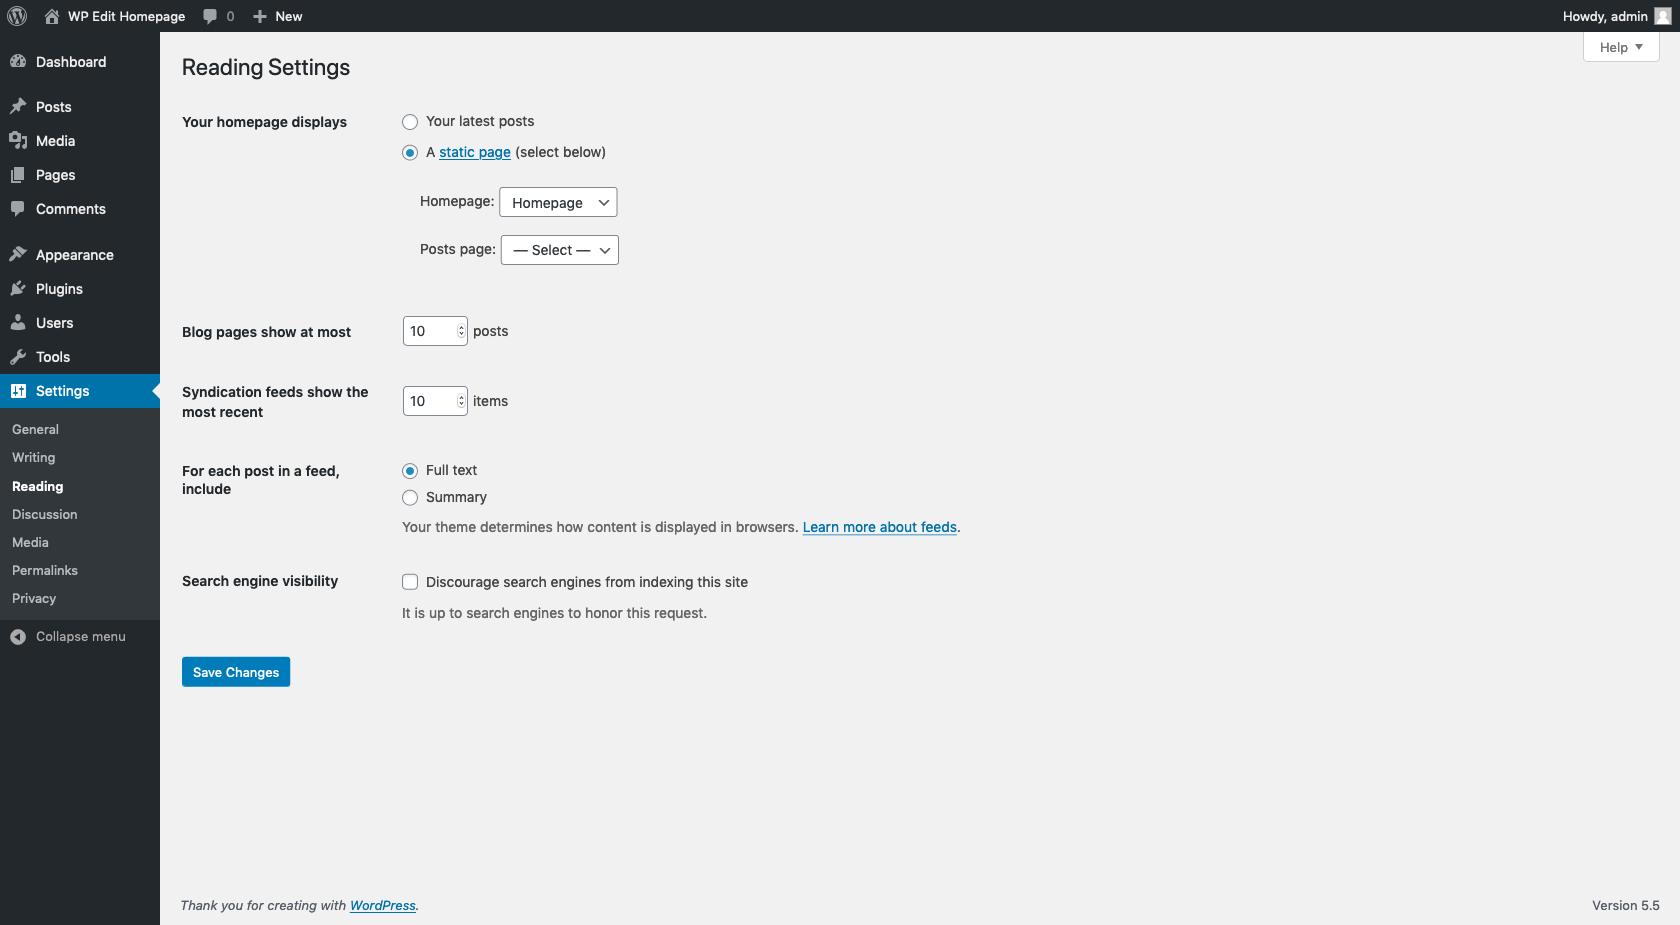 WP Edit Homepage 0 New Howdy, admin
Help
Dashboard
Posts
Media
Pages
Comments
Appearance
Plugins
Users
Tools
Settings
General
Writing
Reading
Discussion
Media
Permalinks
Privacy
Collapse menu
Reading Settings
Your homepage displays
Your latest posts
A static page (select below)
Homepage: Homepage
Posts page: — Select —
Blog pages show at most 10 posts
Syndication feeds show the
most recent
10 items
For each post in a feed,
include
Full text
Summary
Your theme determines how content is displayed in browsers. Learn more about feeds.
Search engine visibility
Discourage search engines from indexing this site
It is up to search engines to honor this request.
Save Changes
Thank you for creating with WordPress.
Version 5.5